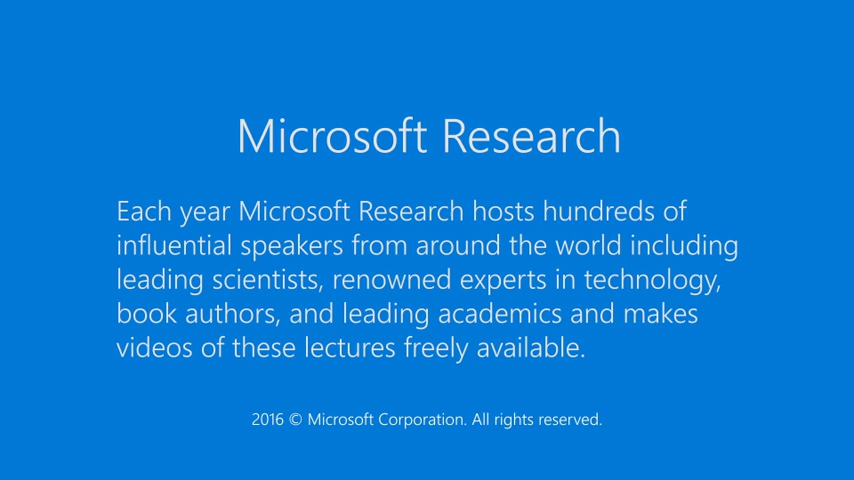 Microsoft Research
Each year Microsoft Research hosts hundreds of
influential speakers from around the world including
leading scientists, renowned experts in technology,
book authors, and leading academics and makes
videos of these lectures freely available.
2016 © Microsoft Corporation. All rights reserved.